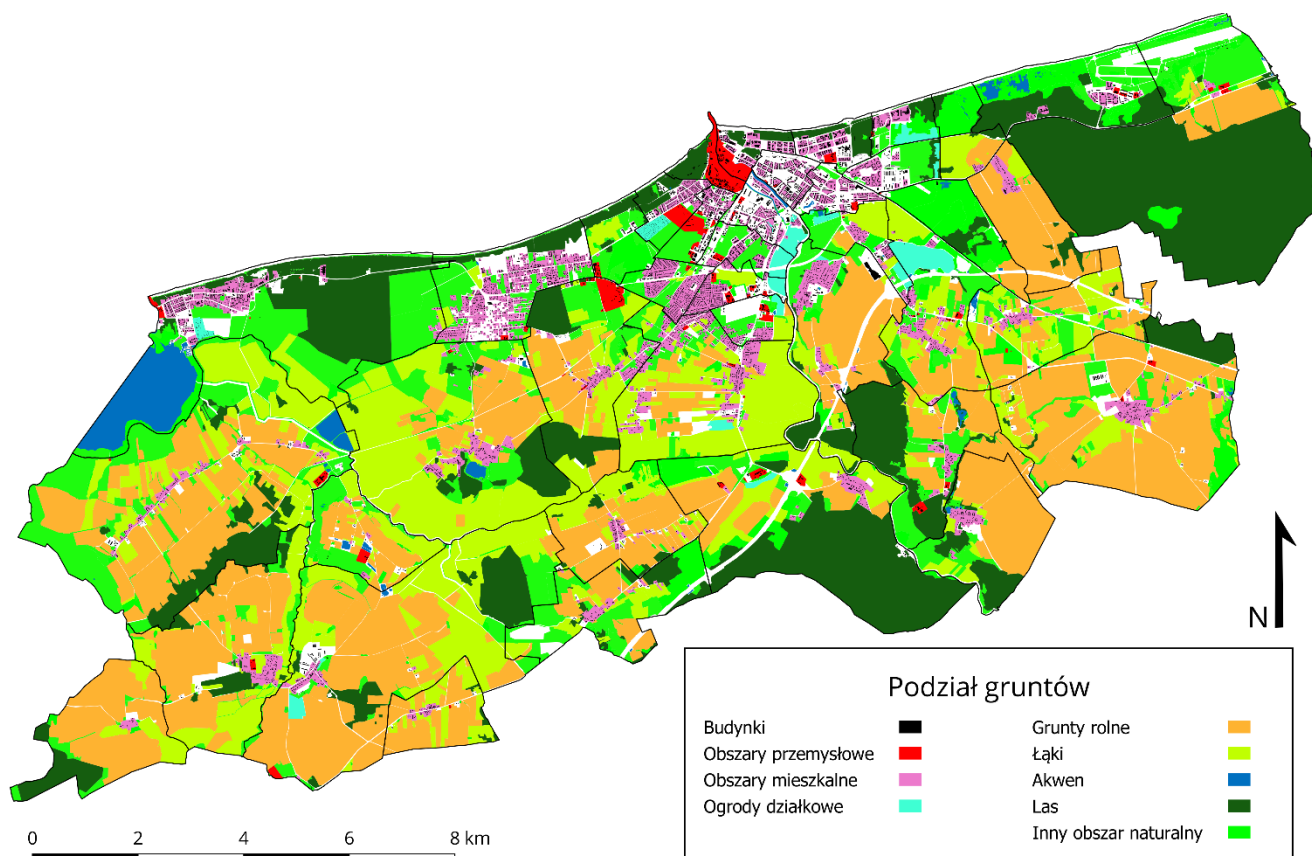 N
Podział gruntów
Budynki
Obszary przemysłowe
Obszary mieszkalne
Ogrody działkowe
Grunty rolne
Łąki
Akwen
Las
Inny obszar naturalny
0 2 4 6 8 km